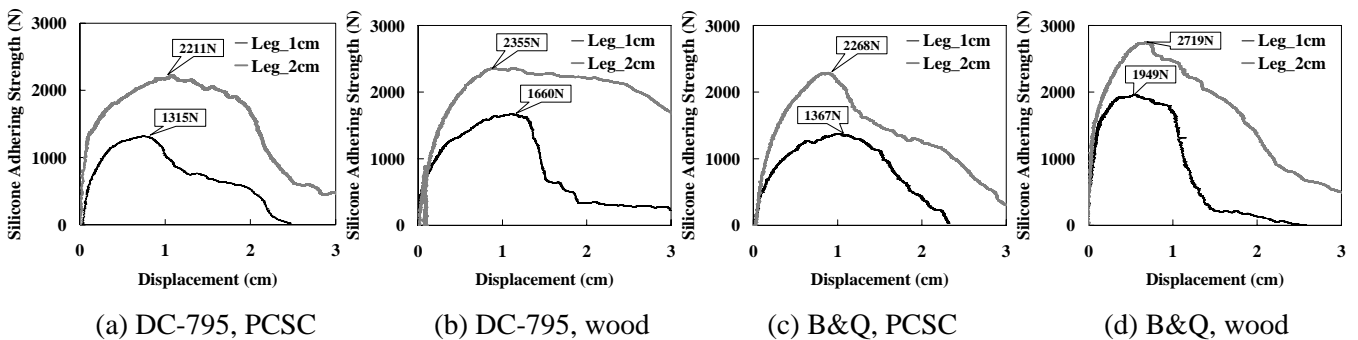 Silicone Adhering Strength (N)
3000
2000
1000
0
2211N
1315N
Leg_1cm
Leg_2cm
0 1 2 3
Displacement (cm)
(a) DC-795, PCSC
Silicone Adhering Strength (N)
3000
2000
1000
0
2355N
1660N
Leg_1cm
Leg_2cm
0 1 2 3
Displacement (cm)
(b) DC-795, wood
Silicone Adhering Strength (N)
3000
2000
1000
0
2268N
1367N
Leg_1cm
Leg_2cm
0 1 2 3
Displacement (cm)
(c) B&Q, PCSC
Silicone Adhering Strength (N)
3000
2000
1000
0
2719N
1949N
Leg_1cm
Leg_2cm
0 1 2 3
Displacement (cm)
(d) B&Q, wood